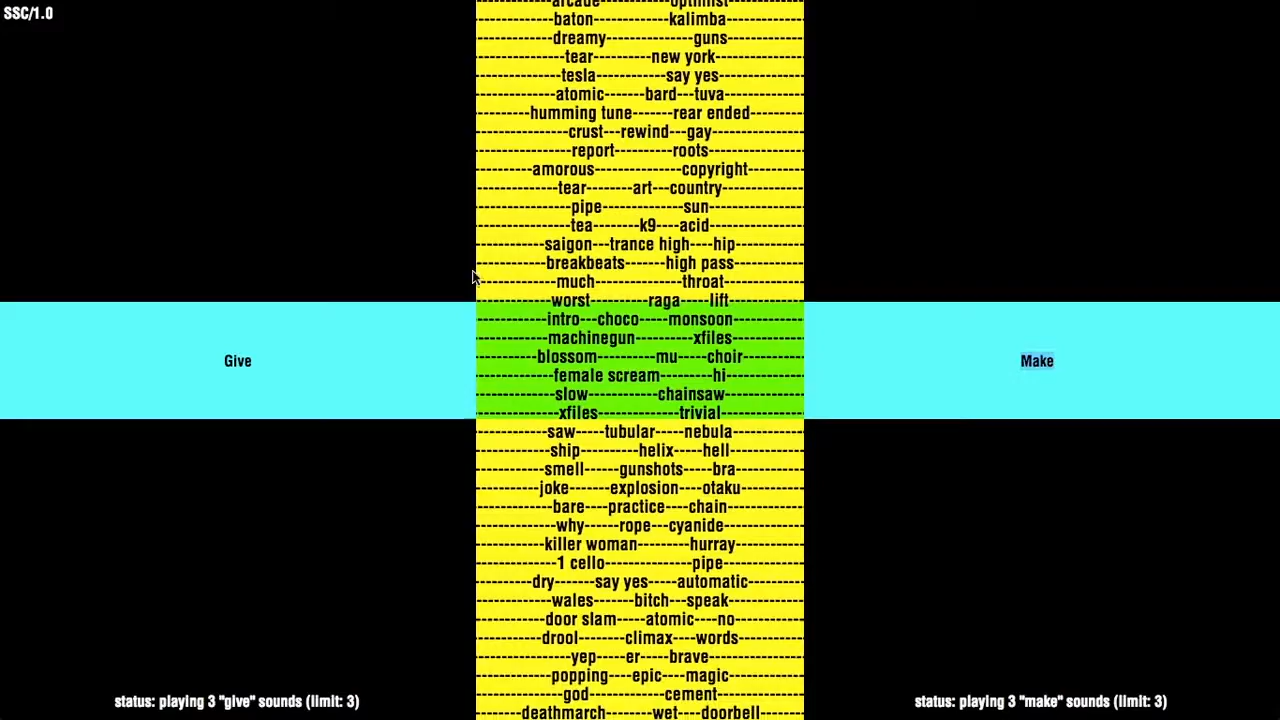 SSC/1.0
arcade---------------optimist
-------------baton------------kalimba-------------
-------------dreamy--------------guns-------------
---------------tear----------new york---------------
--------------tesla-----------say yes--------------
-------------atomic-------bard---tuva-------------
---------humming tune-------rear ended---------
---------------crust---rewind---gay---------------
----------------report----------roots----------------
----------amorous---------------copyright----------
--------------tear--------art---country--------------
----------------pipe-------------sun----------------
----------------tea--------k9----acid----------------
------------saigon---trance high----hip------------
------------breakbeats-------high pass------------
--------------much---------------throat--------------
-------------worst----------raga-----lift-------------
------------intro---choco-----monsoon------------
------------machinegun----------xfiles------------
----------blossom----------mu----choir----------
Give
Make
-------------female scream---------hi-------------
-------------slow------------chainsaw-------------
--------------xfiles--------------trivial--------------
------------saw-----tubular-----nebula------------
-------------ship----------helix-----hell-------------
------------smell------gunshots-----bra------------
-----------joke-------explosion----otaku-----------
-------------bare----practice----chain-------------
--------------why------rope---cyanide--------------
------------killer woman---------hurray------------
--------------1 cello---------------pipe--------------
----------dry-------say yes-----automatic----------
-------------wales-------bitch---speak-------------
------------door slam-----atomic----no------------
------------drool--------climax----words------------
----------------yep-----er-----brave----------------
-------------popping----epic----magic-------------
---------------god-------------cement---------------
--------deathmarch--------wet----doorbell--------
status: playing 3 "give" sounds (limit: 3)
status: playing 3 "make" sounds (limit: 3)